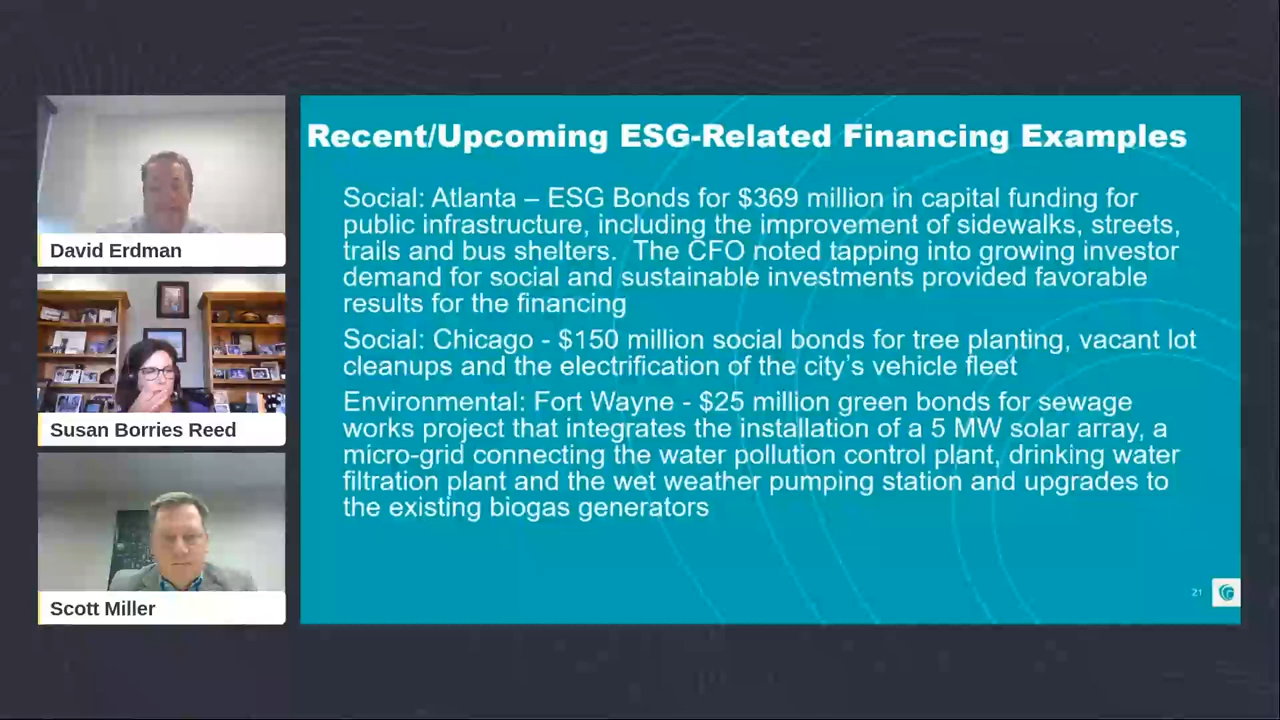 Recent/Upcoming ESG-Related Financing Examples
Social: Atlanta – ESG Bonds for $369 million in capital funding for
public infrastructure, including the improvement of sidewalks, streets,
trails and bus shelters.  The CFO noted tapping into growing investor
demand for social and sustainable investments provided favorable
results for the financing
Social: Chicago - $150 million social bonds for tree planting, vacant lot
cleanups and the electrification of the city’s vehicle fleet
Environmental: Fort Wayne - $25 million green bonds for sewage
works project that integrates the installation of a 5 MW solar array, a
micro-grid connecting the water pollution control plant, drinking water
filtration plant and the wet weather pumping station and upgrades to
the existing biogas generators
21
David Erdman
Susan Borries Reed
Scott Miller